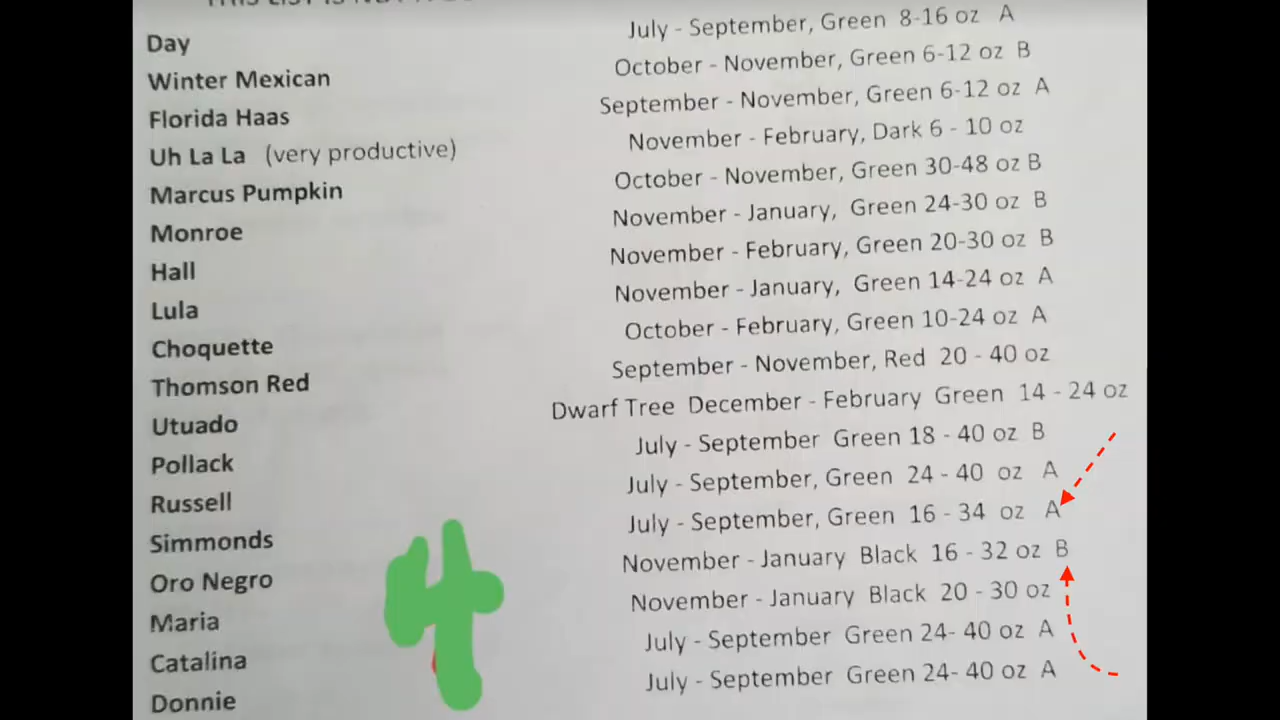 THIS LIST IS NOT
Day July - September, Green 8-16 oz A
Winter Mexican October - November, Green 6-12 oz B
Florida Haas September - November, Green 6-12 oz A
Uh La La (very productive) November - February, Dark 6 - 10 oz
Marcus Pumpkin October - November, Green 30-48 oz B
Monroe November - January, Green 24-30 oz B
Hall November - February, Green 20-30 oz B
Lula November - January, Green 14-24 oz A
Choquette October - February, Green 10-24 oz A
Thomson Red September - November, Red 20 - 40 oz
Utuado Dwarf Tree December - February Green 14 - 24 oz
Pollack July - September Green 18 - 40 oz B
Russell July - September, Green 24 - 40 oz A
Simmonds July - September, Green 16 - 34 oz A
Oro Negro November - January Black 16 - 32 oz B
Maria November - January Black 20 - 30 oz
Catalina July - September Green 24- 40 oz A
Donnie July - September Green 24- 40 oz A
4